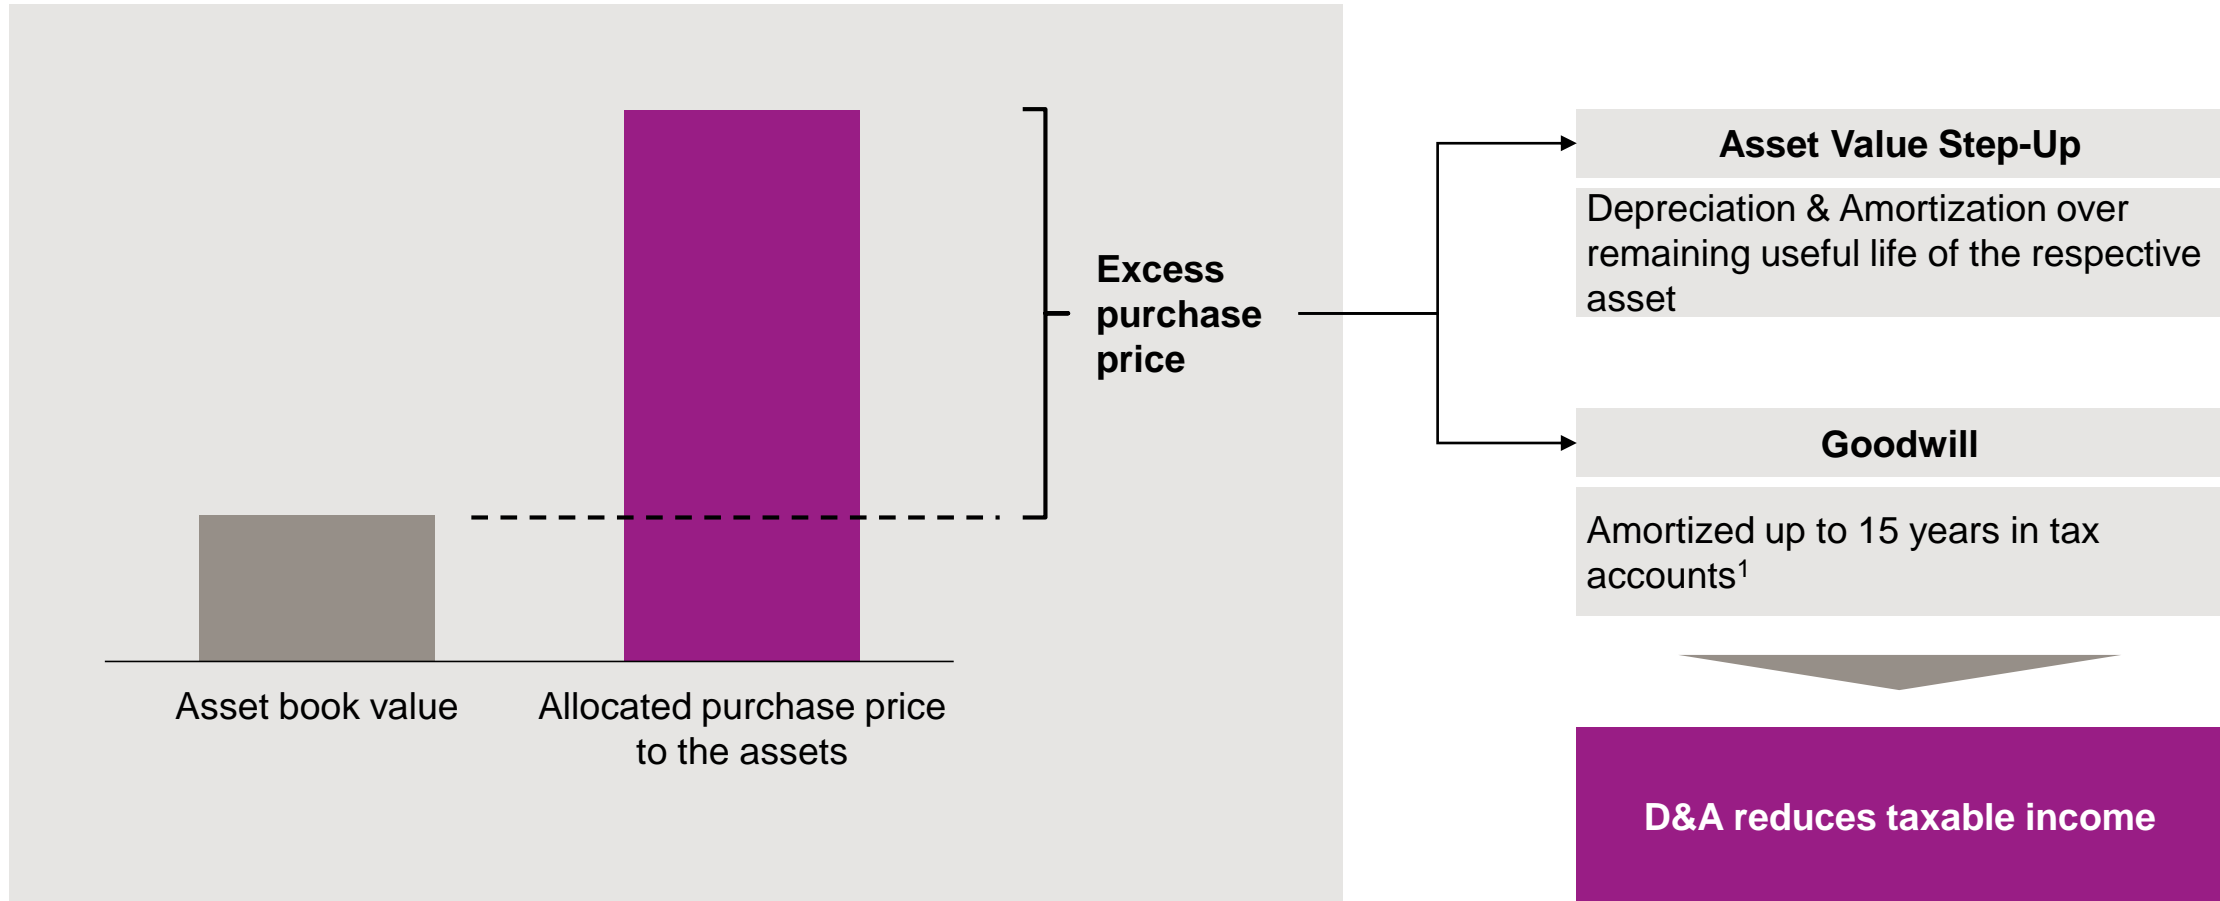 Asset Value Step-Up
Depreciation & Amortization over
remaining useful life of the respective
asset
Excess
purchase
price
Goodwill
Amortized up to 15 years in tax
accounts¹
Asset book value
Allocated purchase price
to the assets
D&A reduces taxable income